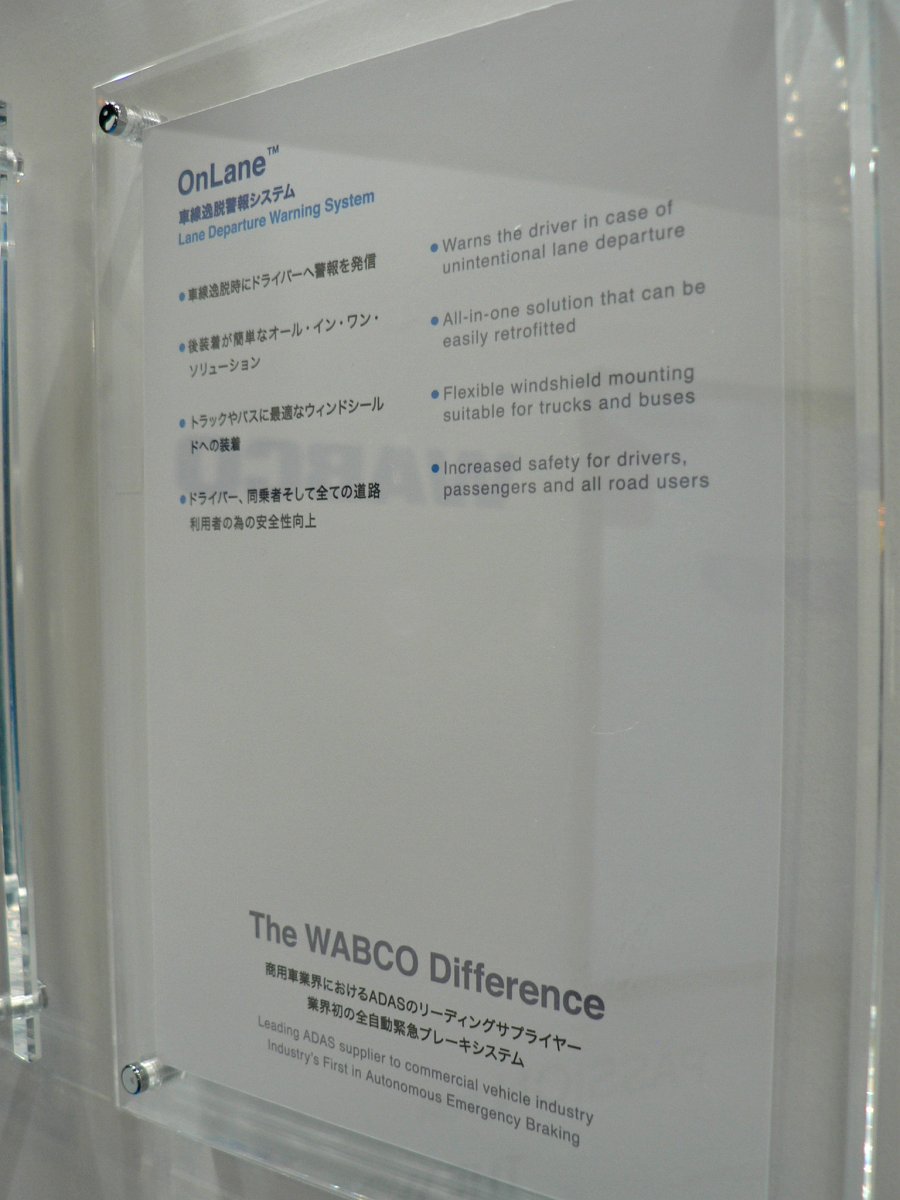 OnLane™
車線逸脱警報システム
Lane Departure Warning System
●車線逸脱時にドライバーへ警報を発信
●後装着が簡単なオール・イン・ワン・
ソリューション
●トラックやバスに最適なウィンドシール
ドへの装着
●ドライバー、同乗者そして全ての道路
利用者の為の安全性向上
●Warns the driver in case of
unintentional lane departure
●All-in-one solution that can be
easily retrofitted
●Flexible windshield mounting
suitable for trucks and buses
●Increased safety for drivers,
passengers and all road users
WABCO
The WABCO Difference
商用車業界におけるADASのリーディングサプライヤー
業界初の全自動緊急ブレーキシステム
Leading ADAS supplier to commercial vehicle industry
Industry's First in Autonomous Emergency Braking